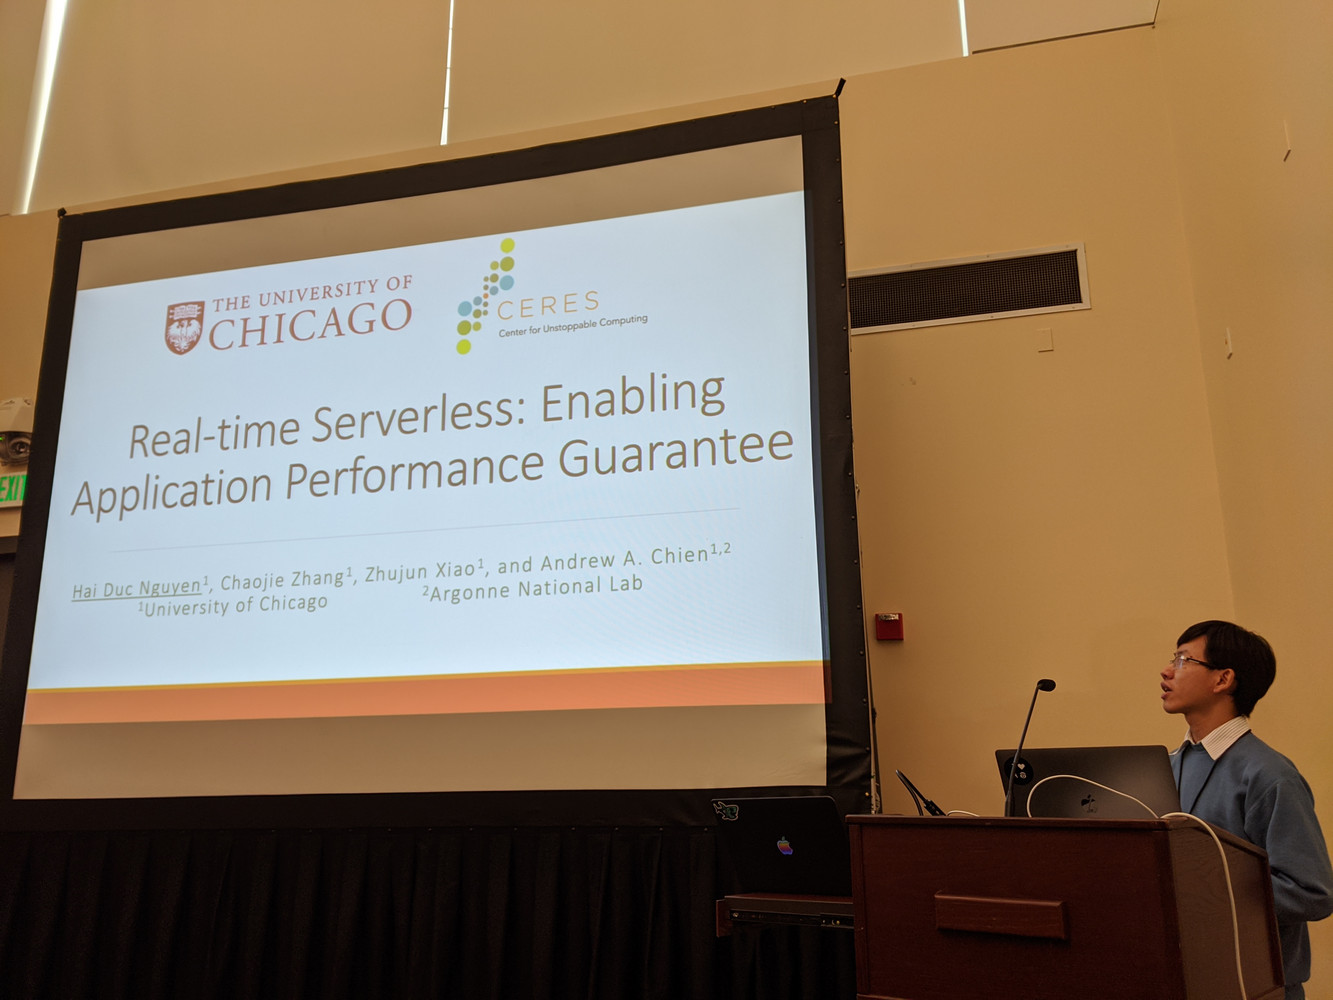 THE UNIVERSITY OF
CHICAGO
CERES
Center for Unstoppable Computing
Real-time Serverless: Enabling
Application Performance Guarantee
Hai Duc Nguyen¹, Chaojie Zhang¹, Zhujun Xiao¹, and Andrew A. Chien¹,²
¹University of Chicago ²Argonne National Lab
EXIT